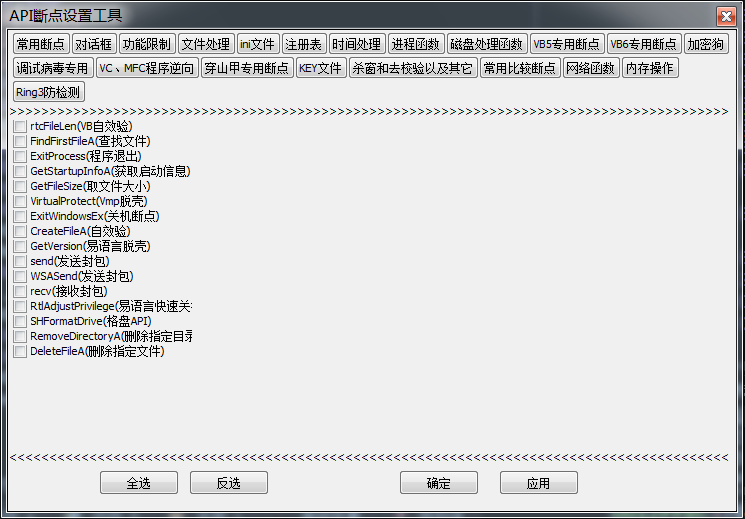 API斷点设置工具
常用断点 对话框 功能限制 文件处理 ini文件 注册表 时间处理 进程函数 磁盘处理函数 VB5专用断点 VB6专用断点 加密狗
调试病毒专用 VC、MFC程序逆向 穿山甲专用断点 KEY文件 杀窗和去校验以及其它 常用比较断点 网络函数 内存操作
Ring3防检测
>>>>>>>>>>>>>>>>>>>>>>>>>>>>>>>>>>>>>>>>>>>>>>>>>>>>>>>>>>>>>>>>>>>>>>>>>>>>>>>>>>>>>>>>>>
rtcFileLen(VB自效验)
FindFirstFileA(查找文件)
ExitProcess(程序退出)
GetStartupInfoA(获取启动信息)
GetFileSize(取文件大小)
VirtualProtect(Vmp脱壳)
ExitWindowsEx(关机断点)
CreateFileA(自效验)
GetVersion(易语言脱壳)
send(发送封包)
WSASend(发送封包)
recv(接收封包)
RtlAdjustPrivilege(易语言快速关
SHFormatDrive(格盘API)
RemoveDirectoryA(删除指定目录
DeleteFileA(删除指定文件)
<<<<<<<<<<<<<<<<<<<<<<<<<<<<<<<<<<<<<<<<<<<<<<<<<<<<<<<<<<<<<<<<<<<<<<<<<<<<<<<<<<<<<<<<<<
全选 反选 确定 应用